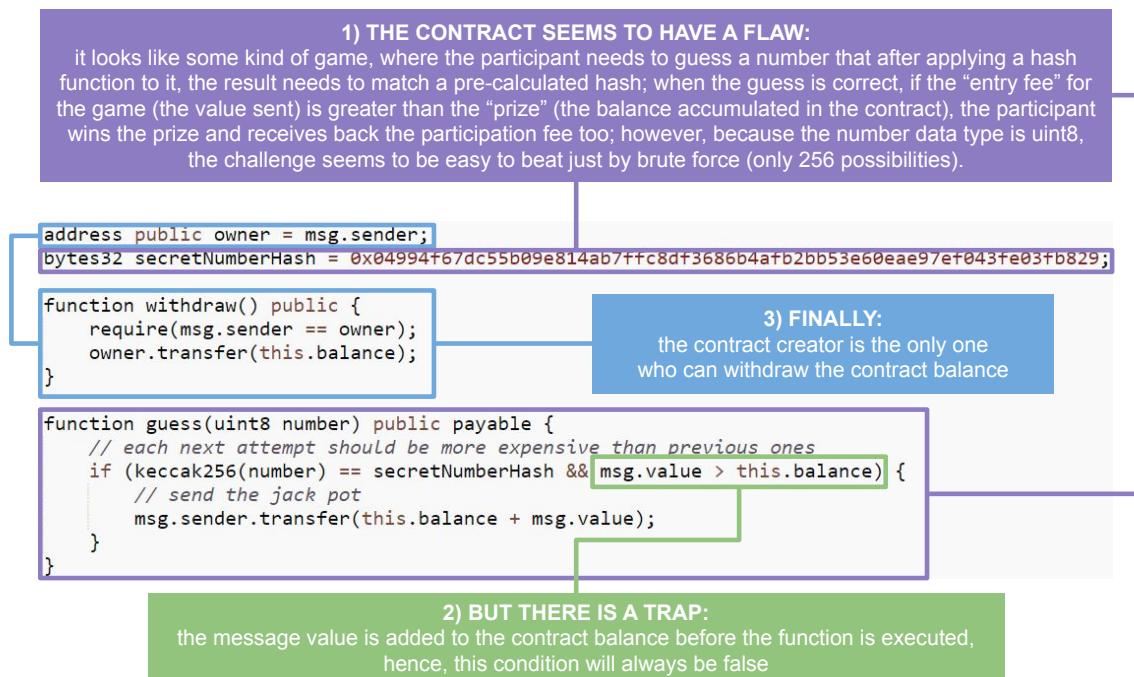 1) THE CONTRACT SEEMS TO HAVE A FLAW:
it looks like some kind of game, where the participant needs to guess a number that after applying a hash
function to it, the result needs to match a pre-calculated hash; when the guess is correct, if the “entry fee” for
the game (the value sent) is greater than the “prize” (the balance accumulated in the contract), the participant
wins the prize and receives back the participation fee too; however, because the number data type is uint8,
the challenge seems to be easy to beat just by brute force (only 256 possibilities).
address public owner = msg.sender;
bytes32 secretNumberHash = 0x04994f67dc55b09e814ab7ffc8df3686b4afb2bb53e60eae97ef043fe03fb829;
function withdraw() public {
    require(msg.sender == owner);
    owner.transfer(this.balance);
}
3) FINALLY:
the contract creator is the only one
who can withdraw the contract balance
function guess(uint8 number) public payable {
    // each next attempt should be more expensive than previous ones
    if (keccak256(number) == secretNumberHash && msg.value > this.balance) {
        // send the jack pot
        msg.sender.transfer(this.balance + msg.value);
    }
}
2) BUT THERE IS A TRAP:
the message value is added to the contract balance before the function is executed,
hence, this condition will always be false